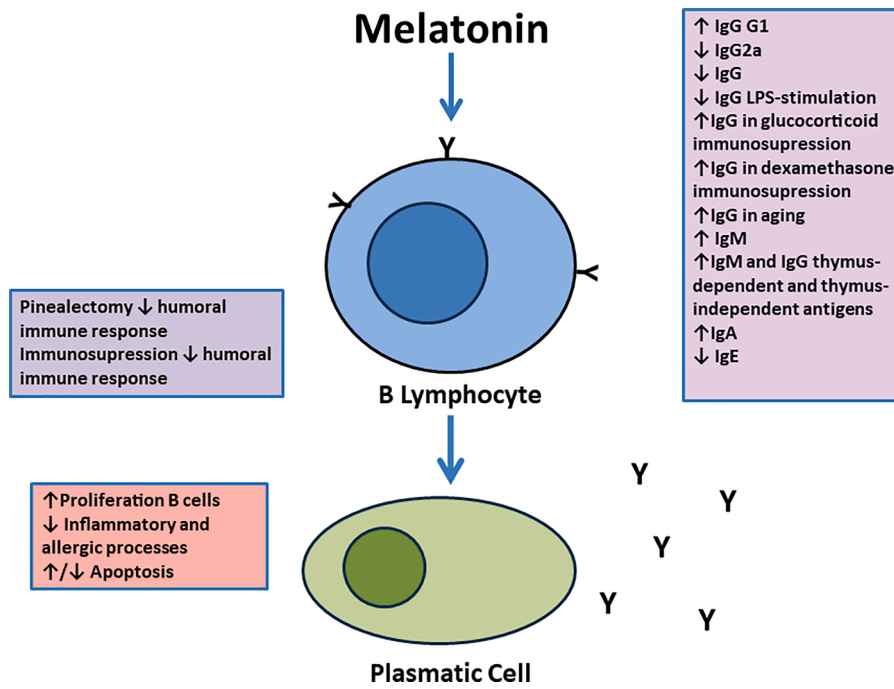 Melatonin
↑ IgG G1
↓ IgG2a
↓ IgG
↓ IgG LPS-stimulation
↑IgG in glucocorticoid
immunosupression
↑IgG in dexamethasone
immunosupression
↑IgG in aging
↑ IgM
↑IgM and IgG thymus-
dependent and thymus-
independent antigens
↑IgA
↓ IgE
Y
Y
Y
Pinealectomy ↓ humoral
immune response
Immunosupression ↓ humoral
immune response
B Lymphocyte
↑Proliferation B cells
↓ Inflammatory and
allergic processes
↑/↓ Apoptosis
Y
Y
Y
Y
Y
Plasmatic Cell